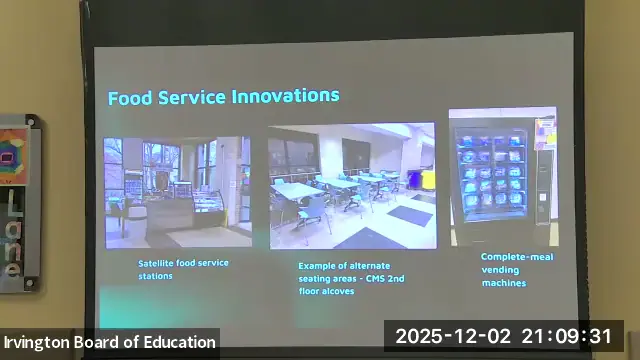 Food Service Innovations
Satellite food service
stations
Example of alternate
seating areas - CMS 2nd
floor alcoves
Complete-meal
vending
machines
Lane
Irvington Board of Education
2025-12-02 21:09:31